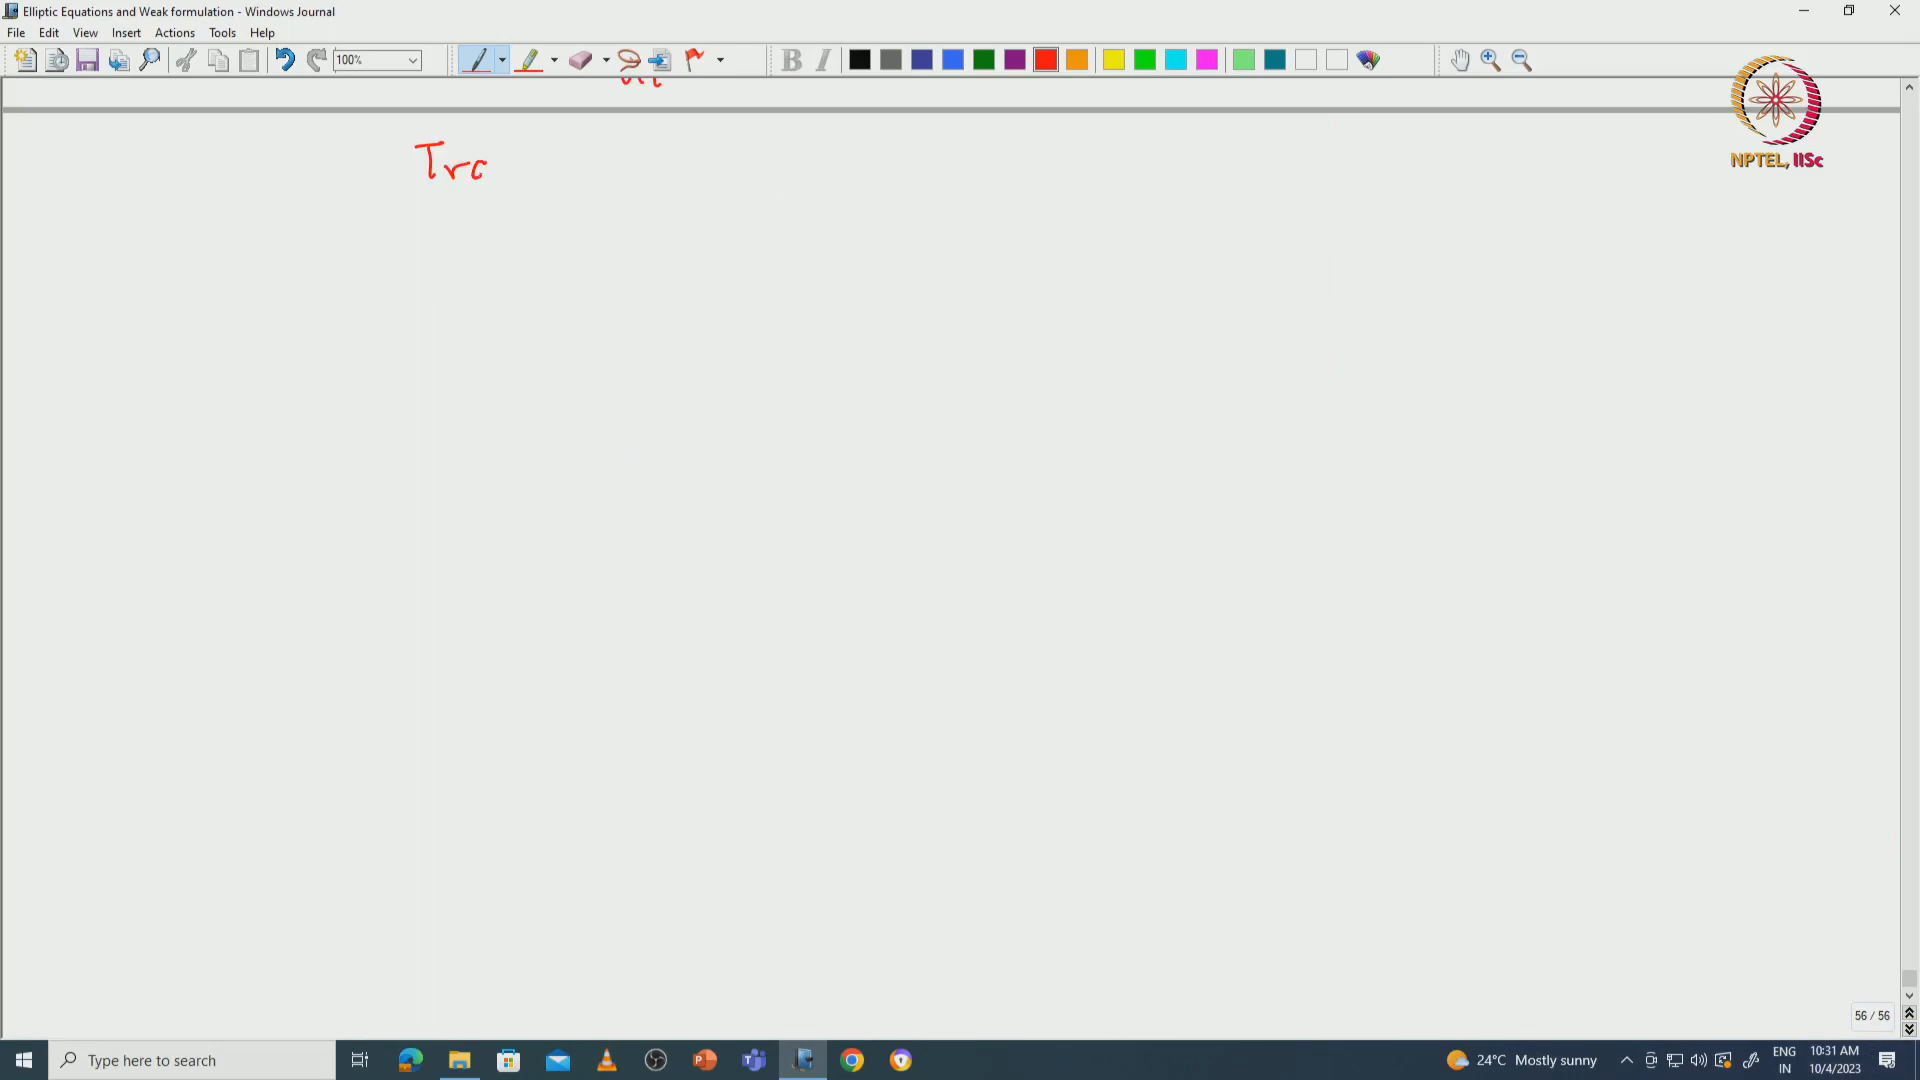 Elliptic Equations and Weak formulation - Windows Journal
File Edit View Insert Actions Tools Help
100%
B I
NPTEL, IISc
Trc
56 / 56
Type here to search
24°C Mostly sunny
ENG
IN
10:31 AM
10/4/2023